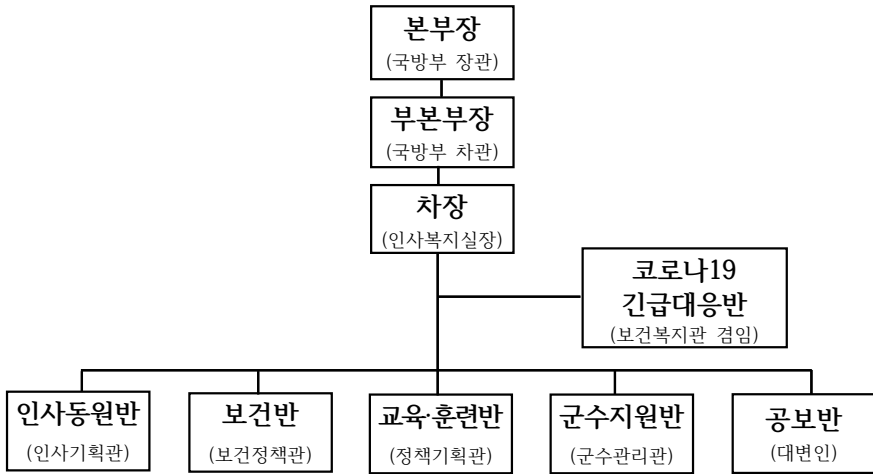 본부장
(국방부 장관)
부본부장
(국방부 차관)
차장
(인사복지실장)
코로나19
긴급대응반
(보건복지관 겸임)
인사동원반
(인사기획관)
보건반
(보건정책관)
교육·훈련반
(정책기획관)
군수지원반
(군수관리관)
공보반
(대변인)